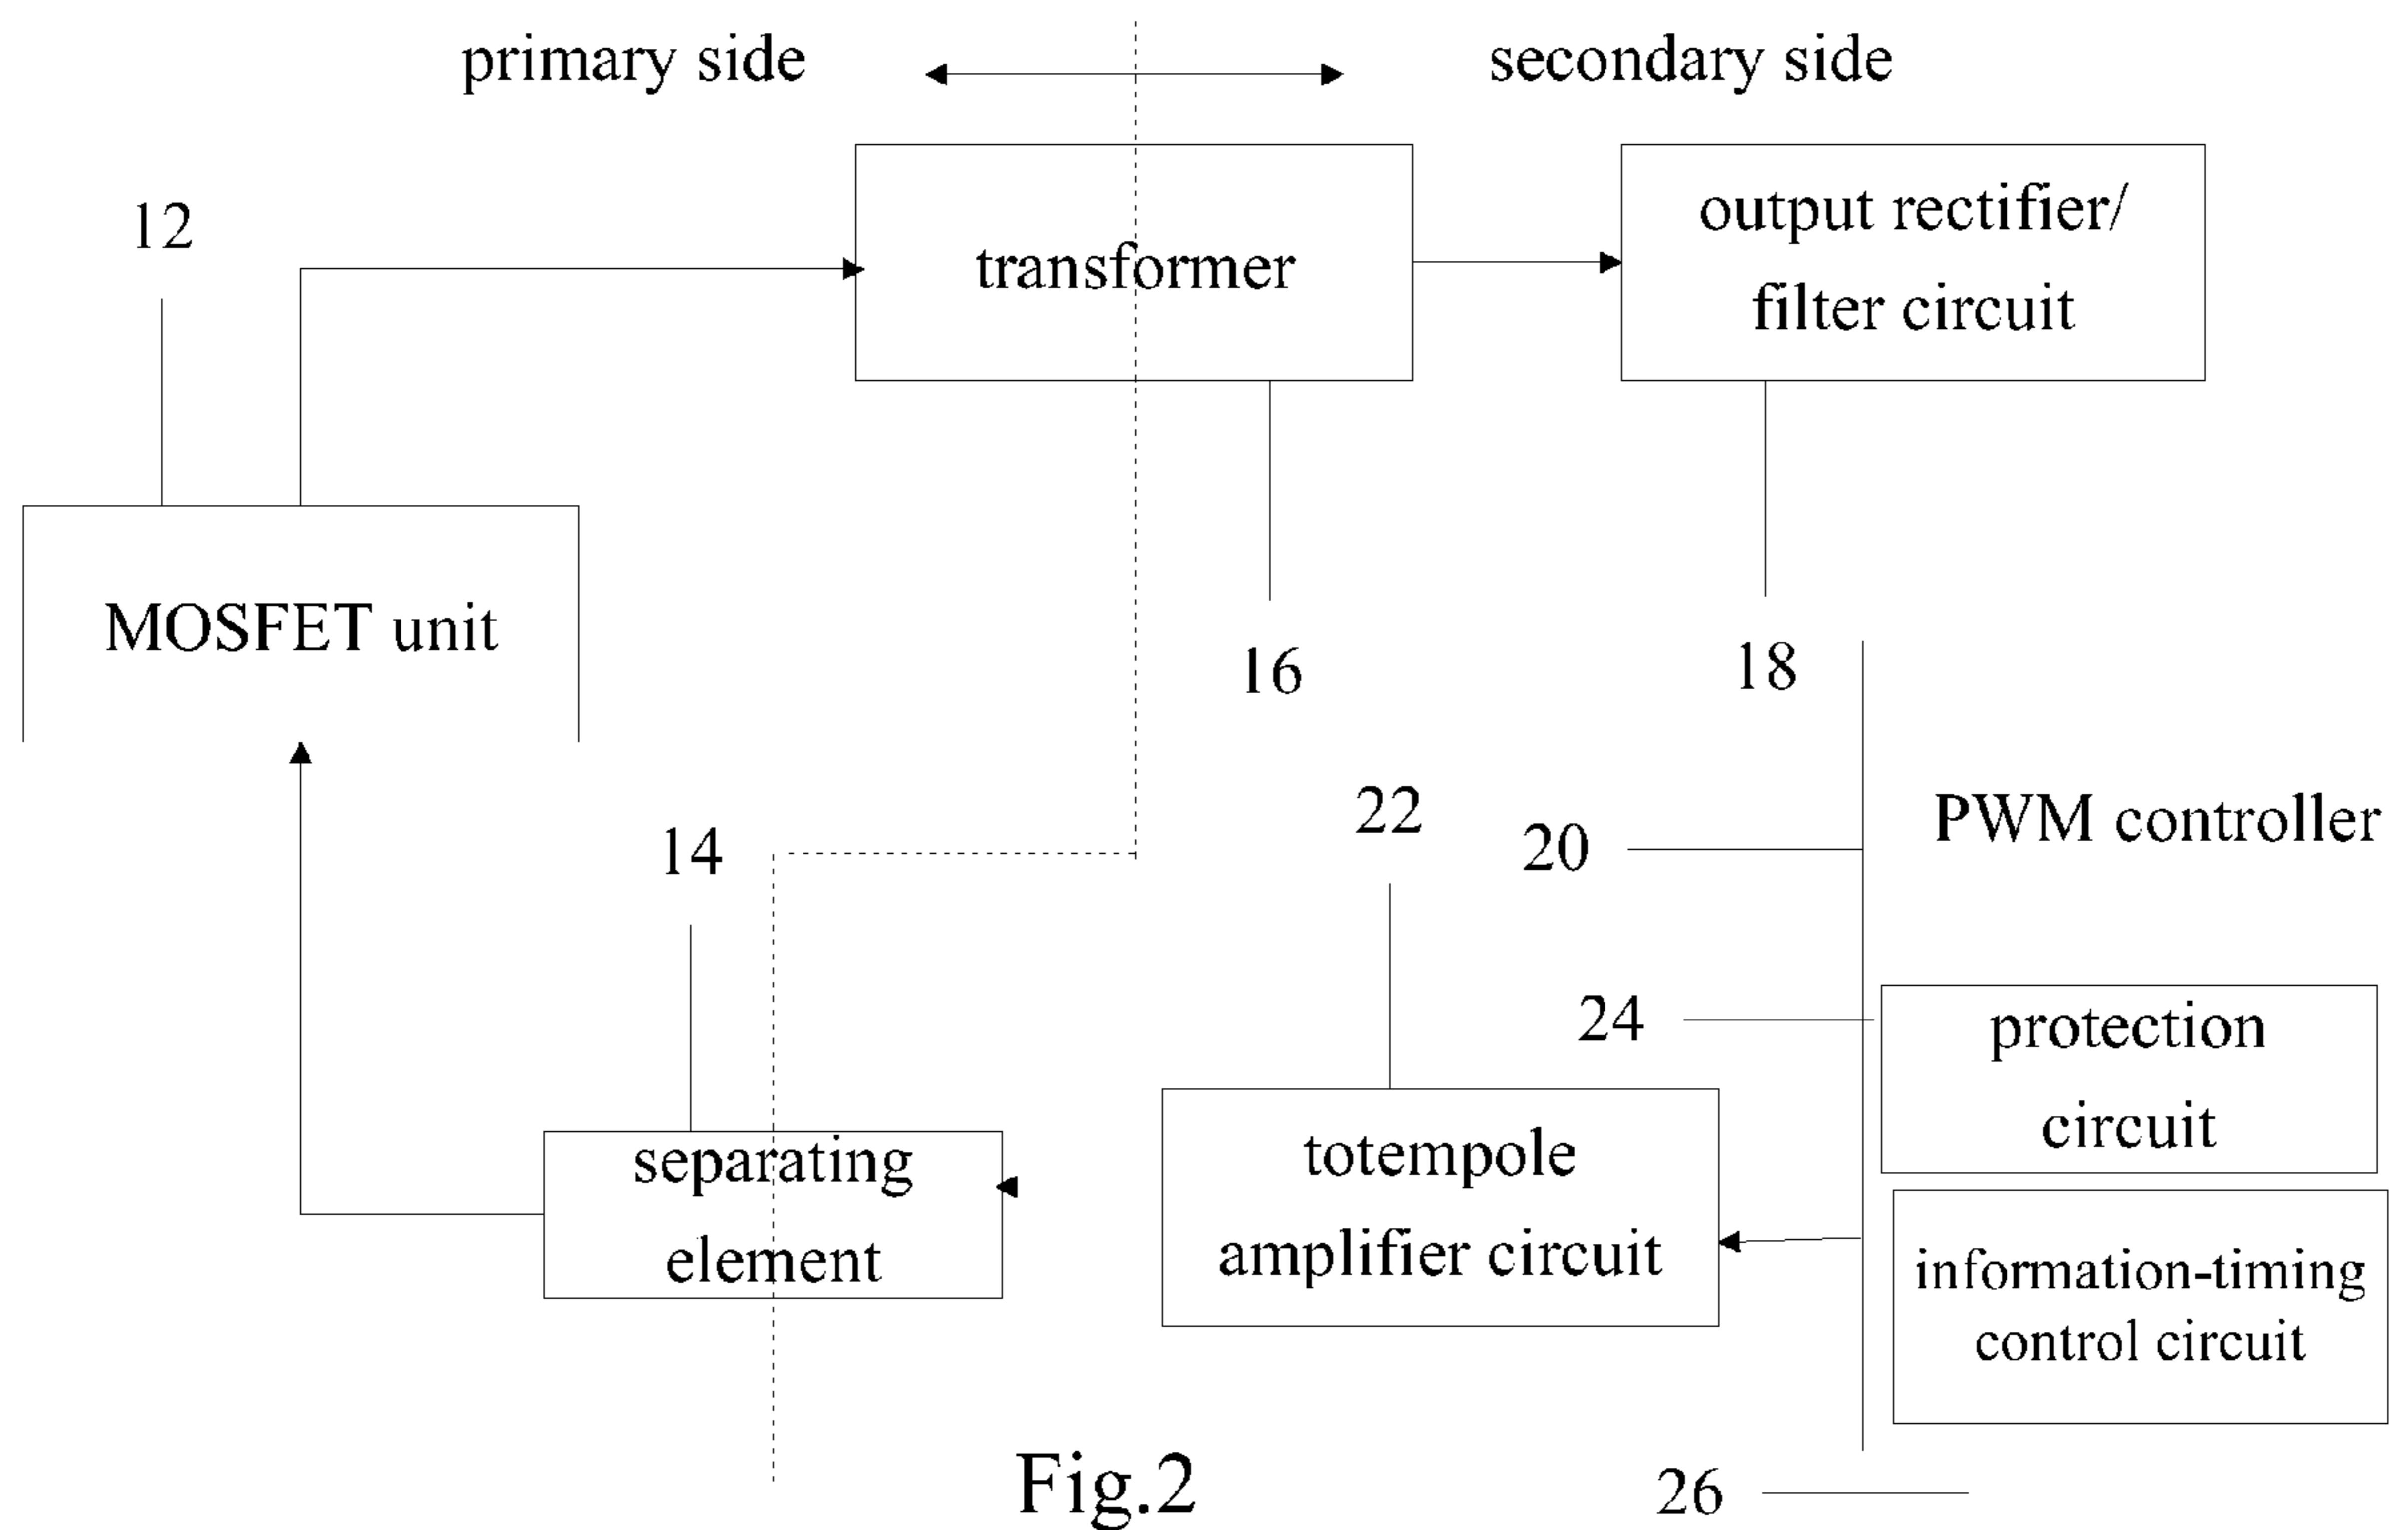 primary side
secondary side
12
transformer
output rectifier/
filter circuit
MOSFET unit
16
18
14
22
20
PWM controller
24
protection
circuit
separating
element
totempole
amplifier circuit
information-timing
control circuit
26
Fig.2